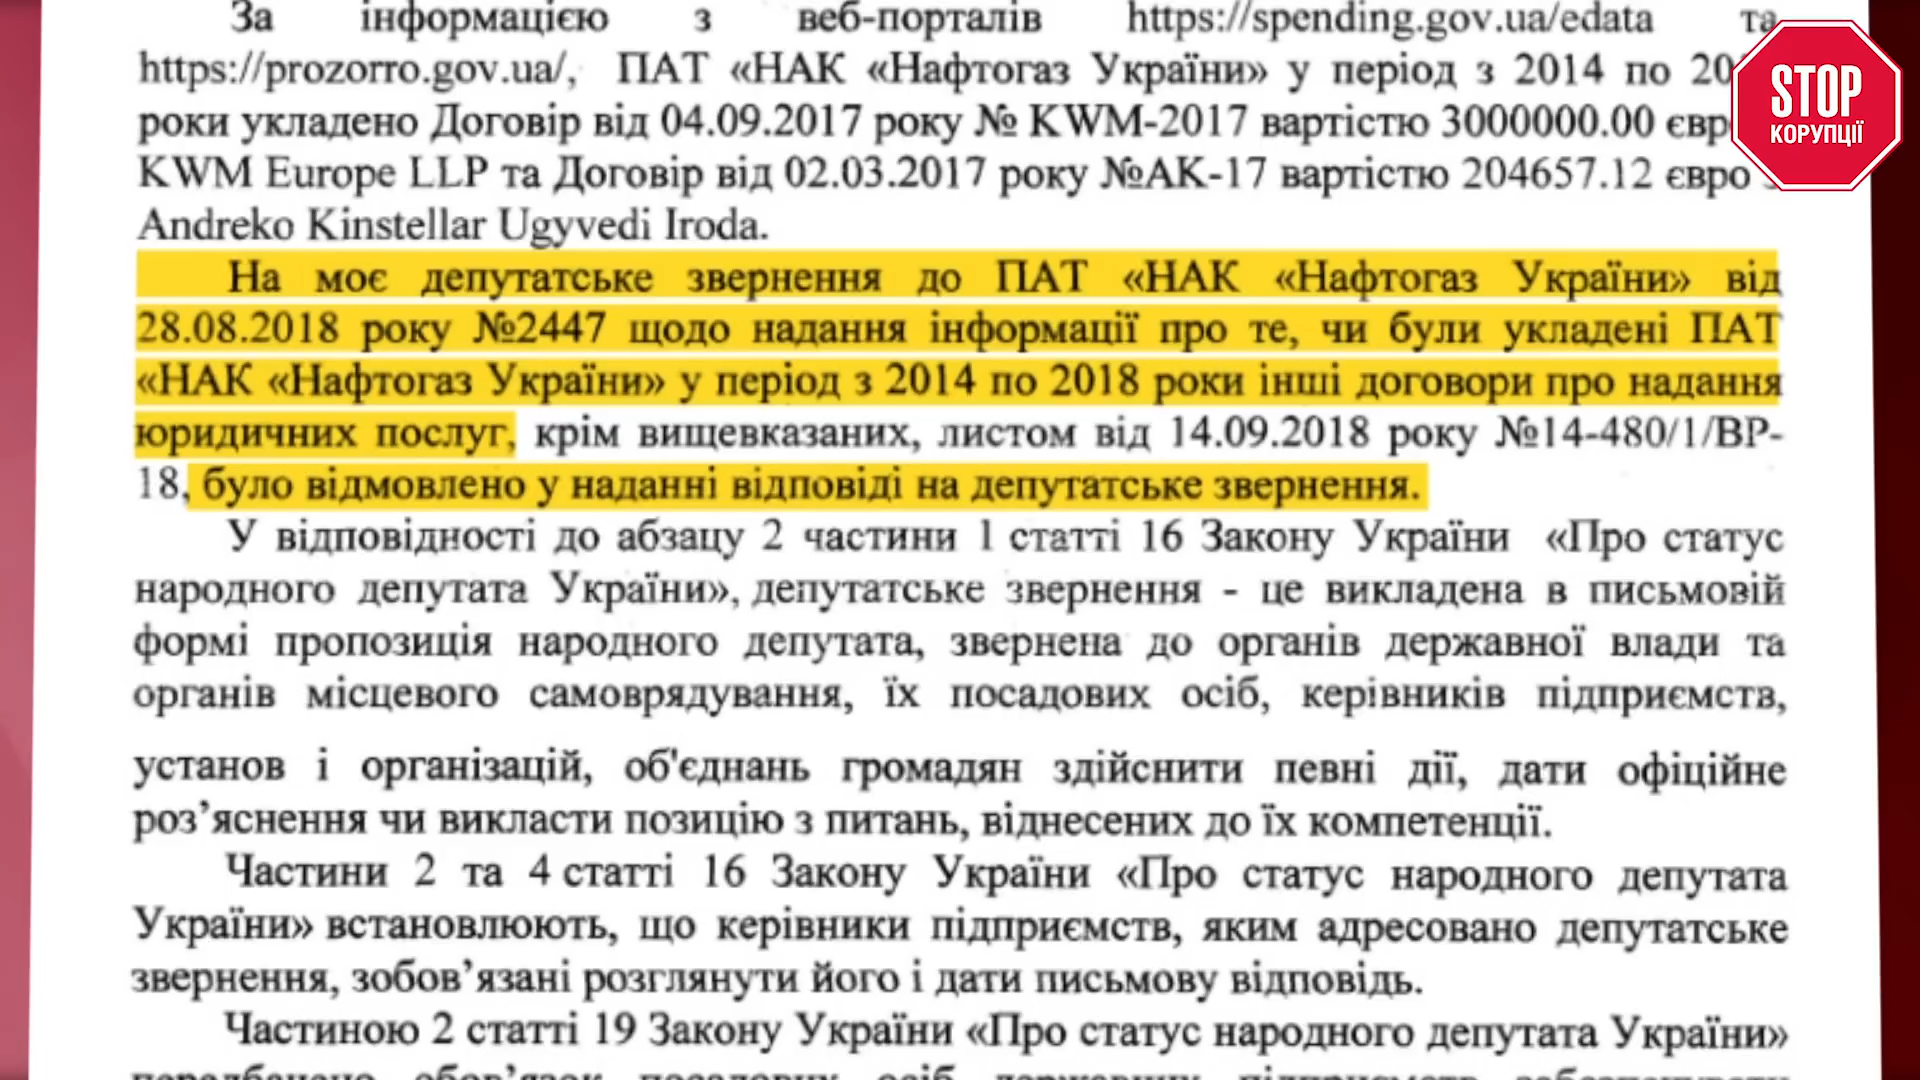 За інформацією з веб-порталів https://spending.gov.ua/edata та
https://prozorro.gov.ua/, ПАТ «НАК «Нафтогаз України» у період з 2014 по
роки укладено Договір від 04.09.2017 року № KWM-2017 вартістю 3000000.00
KWM Europe LLP та Договір від 02.03.2017 року №АК-17 вартістю 204657.12 євро
Andreko Kinstellar Ugyvedi Iroda.
На моє депутатське звернення до ПАТ «НАК «Нафтогаз України» від
28.08.2018 року №2447 щодо надання інформації про те, чи були укладені ПАТ
«НАК «Нафтогаз України» у період з 2014 по 2018 роки інші договори про надання
юридичних послуг, крім вищевказаних, листом від 14.09.2018 року №14-480/1/ВР-
18, було відмовлено у наданні відповіді на депутатське звернення.
У відповідності до абзацу 2 частини 1 статті 16 Закону України «Про статус
народного депутата України», депутатське звернення - це викладена в письмовій
формі пропозиція народного депутата, звернена до органів державної влади та
органів місцевого самоврядування, їх посадових осіб, керівників підприємств,
установ і організацій, об'єднань громадян здійснити певні дії, дати офіційне
роз’яснення чи викласти позицію з питань, віднесених до їх компетенції.
Частини 2 та 4 статті 16 Закону України «Про статус народного депутата
України» встановлюють, що керівники підприємств, яким адресовано депутатське
звернення, зобов’язані розглянути його і дати письмову відповідь.
Частиною 2 статті 19 Закону України «Про статус народного депутата України»
STOP
КОРУПЦІЇ